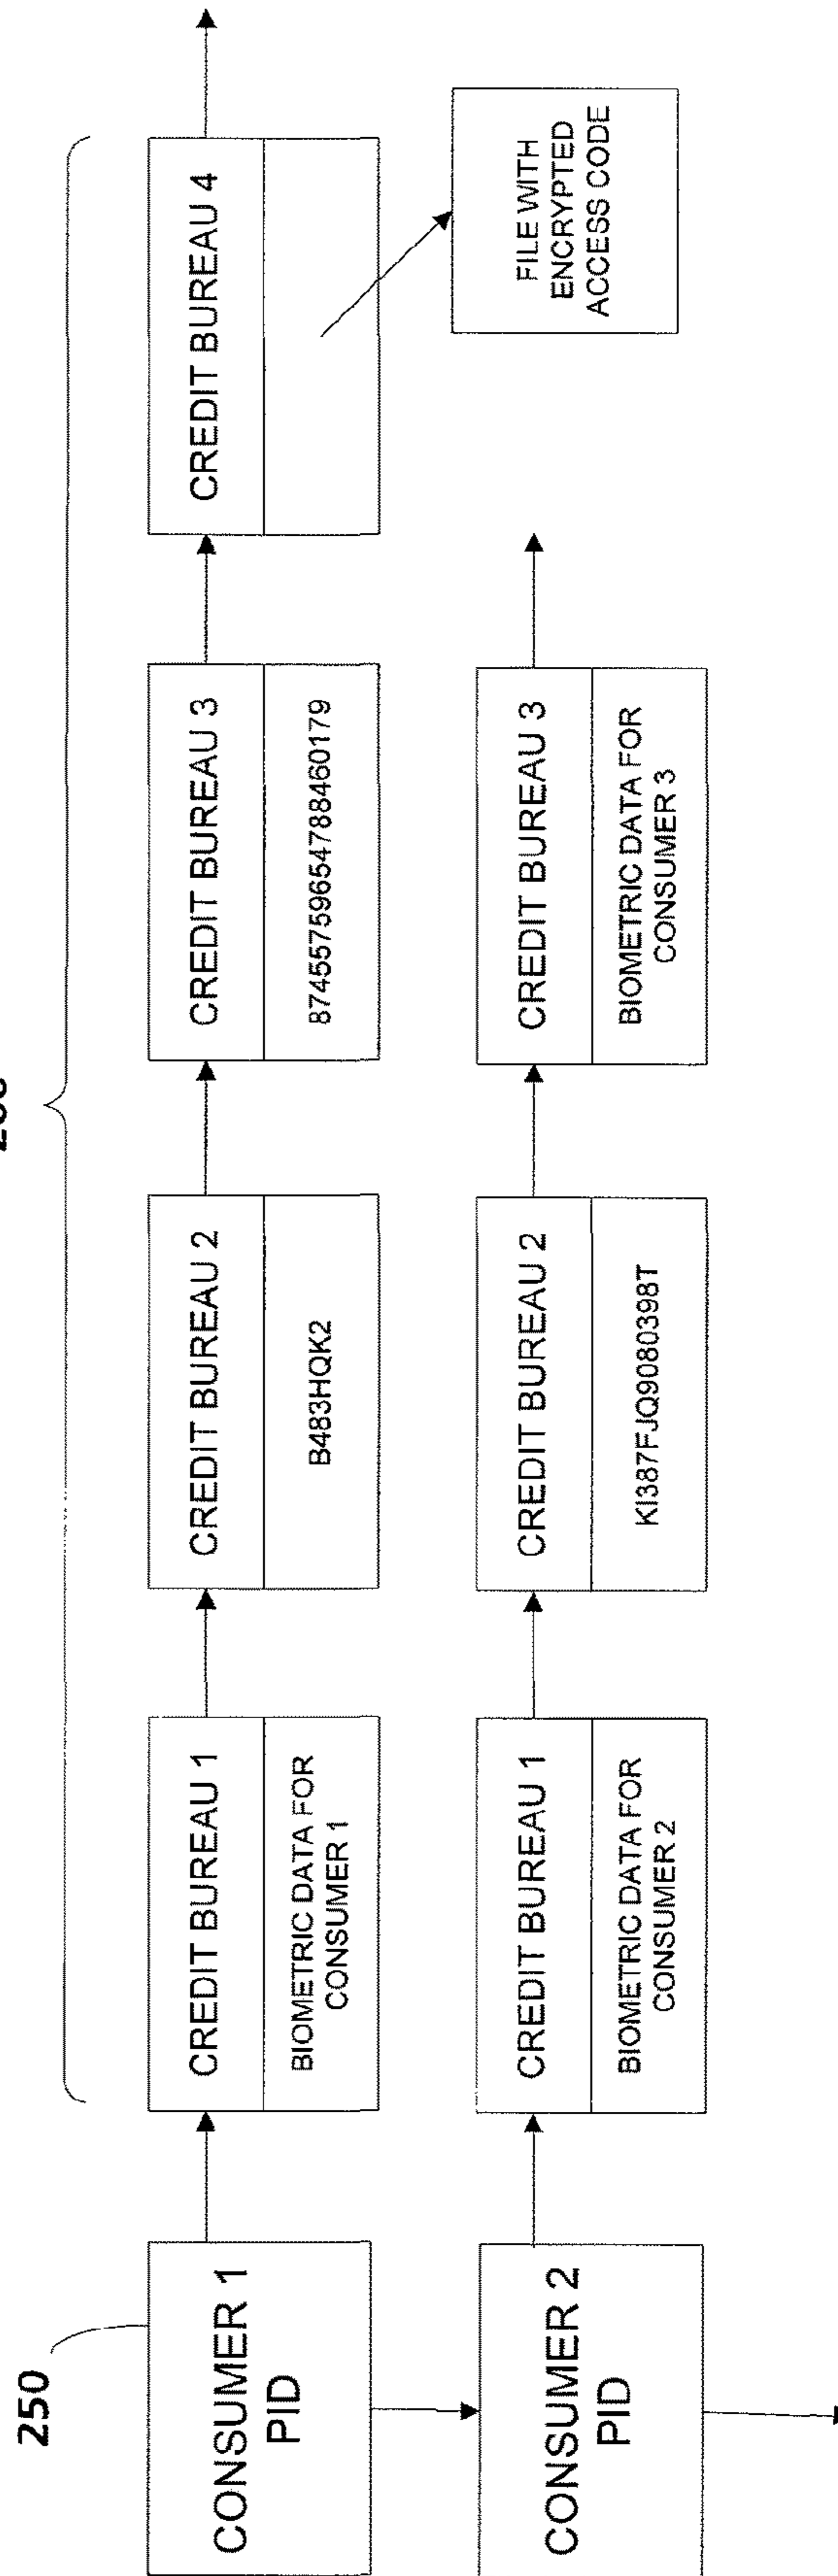 250
CONSUMER 1
PID
CREDIT BUREAU 1
BIOMETRIC DATA FOR
CONSUMER 1
CREDIT BUREAU 2
B483HQK2
CREDIT BUREAU 3
87455759654788460179
CREDIT BUREAU 4
FILE WITH
ENCRYPTED
ACCESS CODE
CONSUMER 2
PID
CREDIT BUREAU 1
BIOMETRIC DATA FOR
CONSUMER 2
CREDIT BUREAU 2
KI387FJQ9080398T
CREDIT BUREAU 3
BIOMETRIC DATA FOR
CONSUMER 3